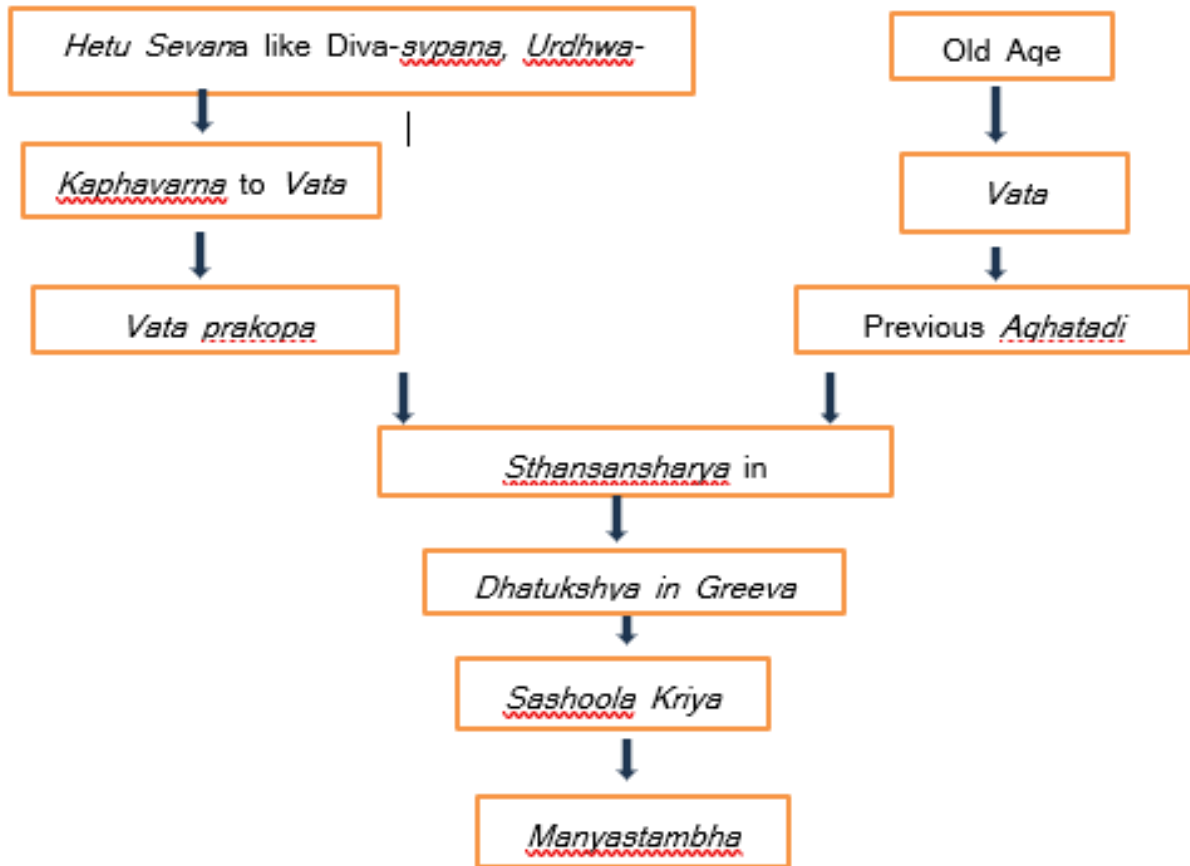 Hetu Sevana like Diva-svpana, Urdhwa-
Old Age
Kaphavarna to Vata
Vata
Vata prakopa
Previous Aghatadi
Sthansansharya in
Dhatukshya in Greeva
Sashoola Kriya
Manyastambha